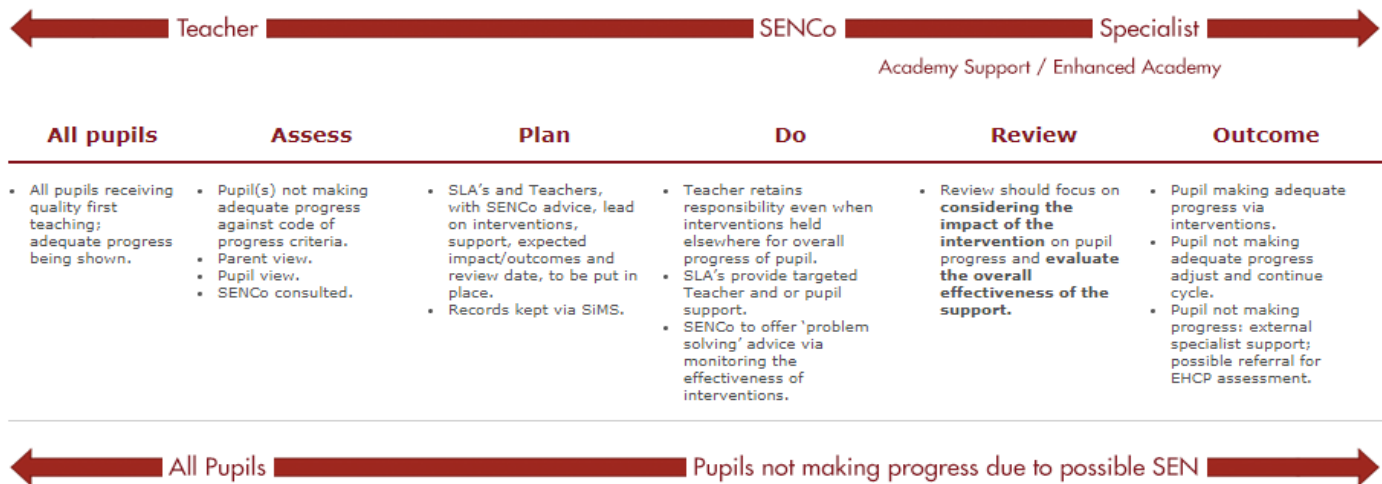 Teacher SENCo Specialist
Academy Support / Enhanced Academy
All pupils Assess Plan Do Review Outcome
• All pupils receiving
quality first
teaching;
adequate progress
being shown.
• Pupil(s) not making
adequate progress
against code of
progress criteria.
• Parent view.
• Pupil view.
• SENCo consulted.
• SLA's and Teachers,
with SENCo advice, lead
on interventions,
support, expected
impact/outcomes and
review date, to be put in
place.
• Records kept via SiMS.
• Teacher retains
responsibility even when
interventions held
elsewhere for overall
progress of pupil.
• SLA's provide targeted
Teacher and or pupil
support.
• SENCo to offer 'problem
solving' advice via
monitoring the
effectiveness of
interventions.
• Review should focus on
considering the
impact of the
intervention on pupil
progress and evaluate
the overall
effectiveness of the
support.
• Pupil making adequate
progress via
interventions.
• Pupil not making
adequate progress
adjust and continue
cycle.
• Pupil not making
progress: external
specialist support;
possible referral for
EHCP assessment.
All Pupils Pupils not making progress due to possible SEN